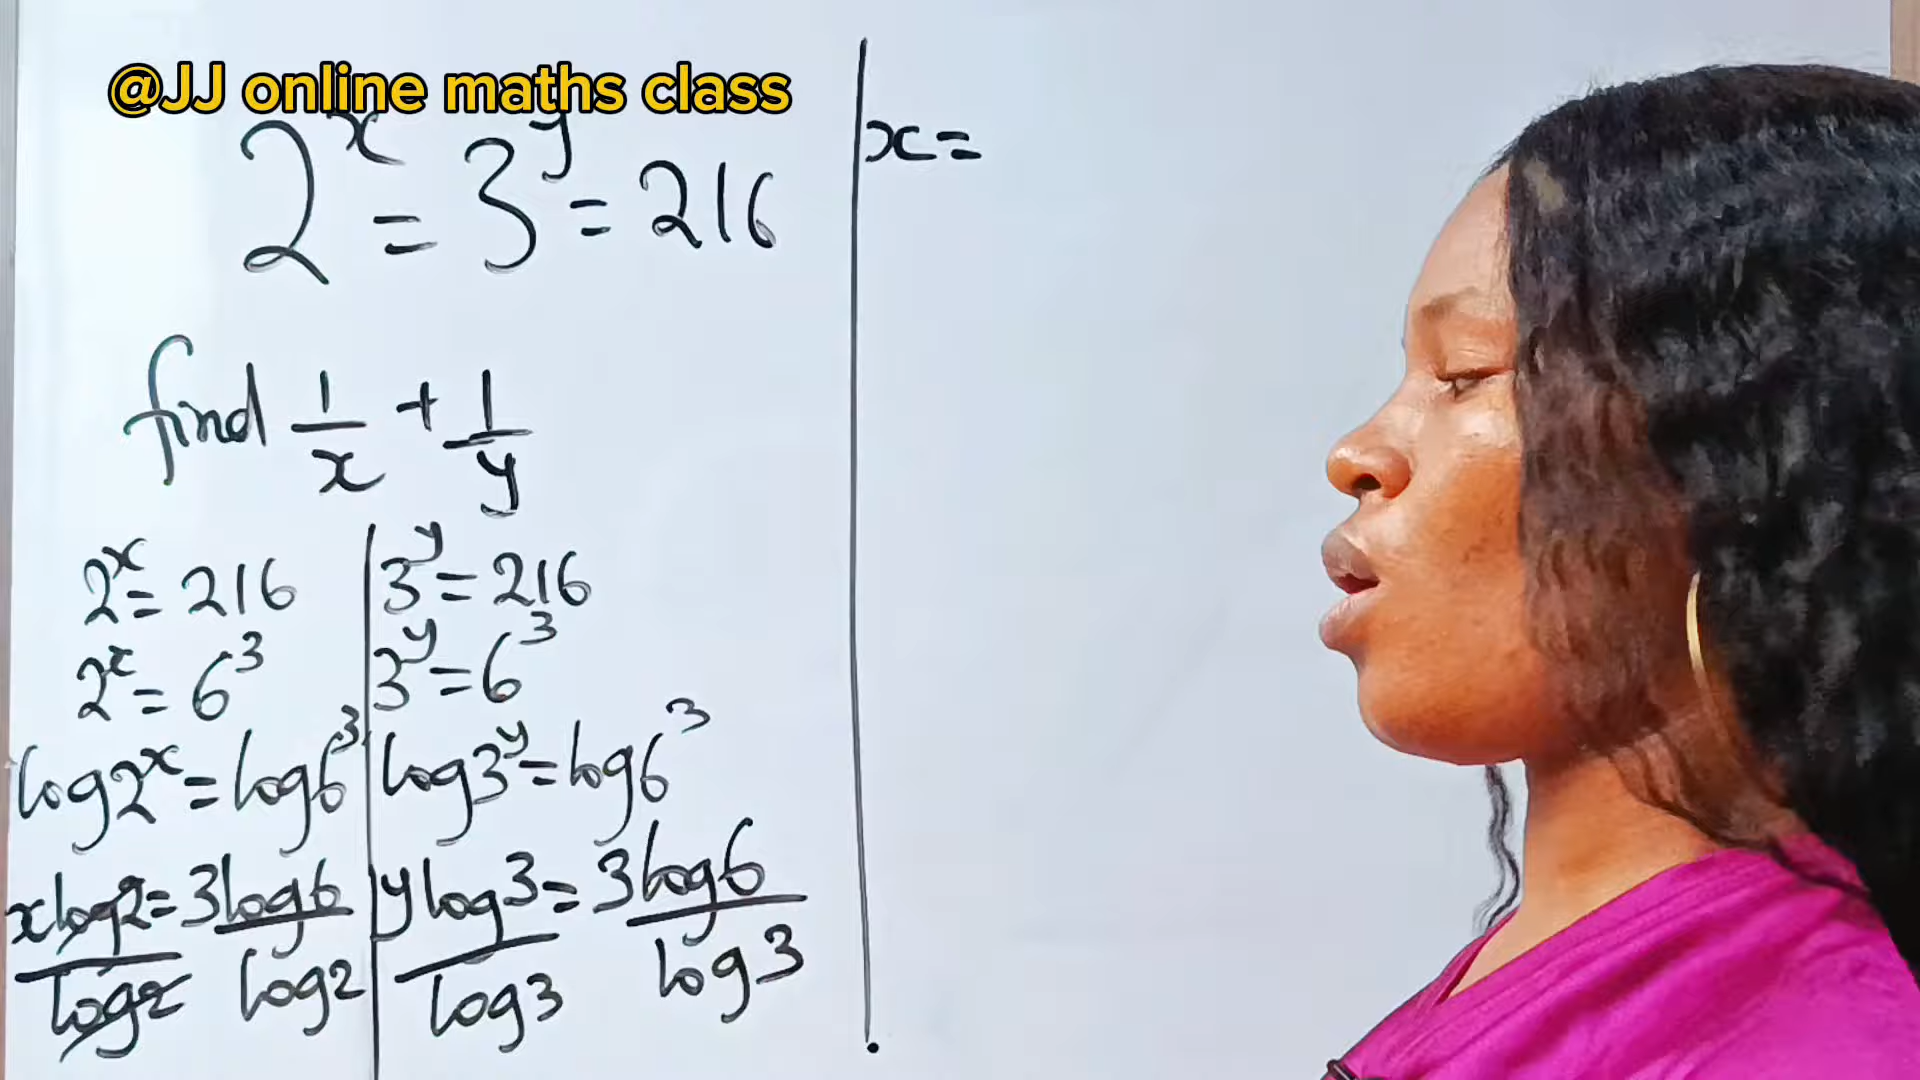 @JJ online maths class
2^x = 3^y = 216
find 1/x + 1/y
2^x = 216
2^x = 6^3
log2^x = log6^3
xlog2/log2 = 3log6/log2
3^y = 216
3^y = 6^3
log3^y = log6^3
ylog3/log3 = 3log6/log3
x=